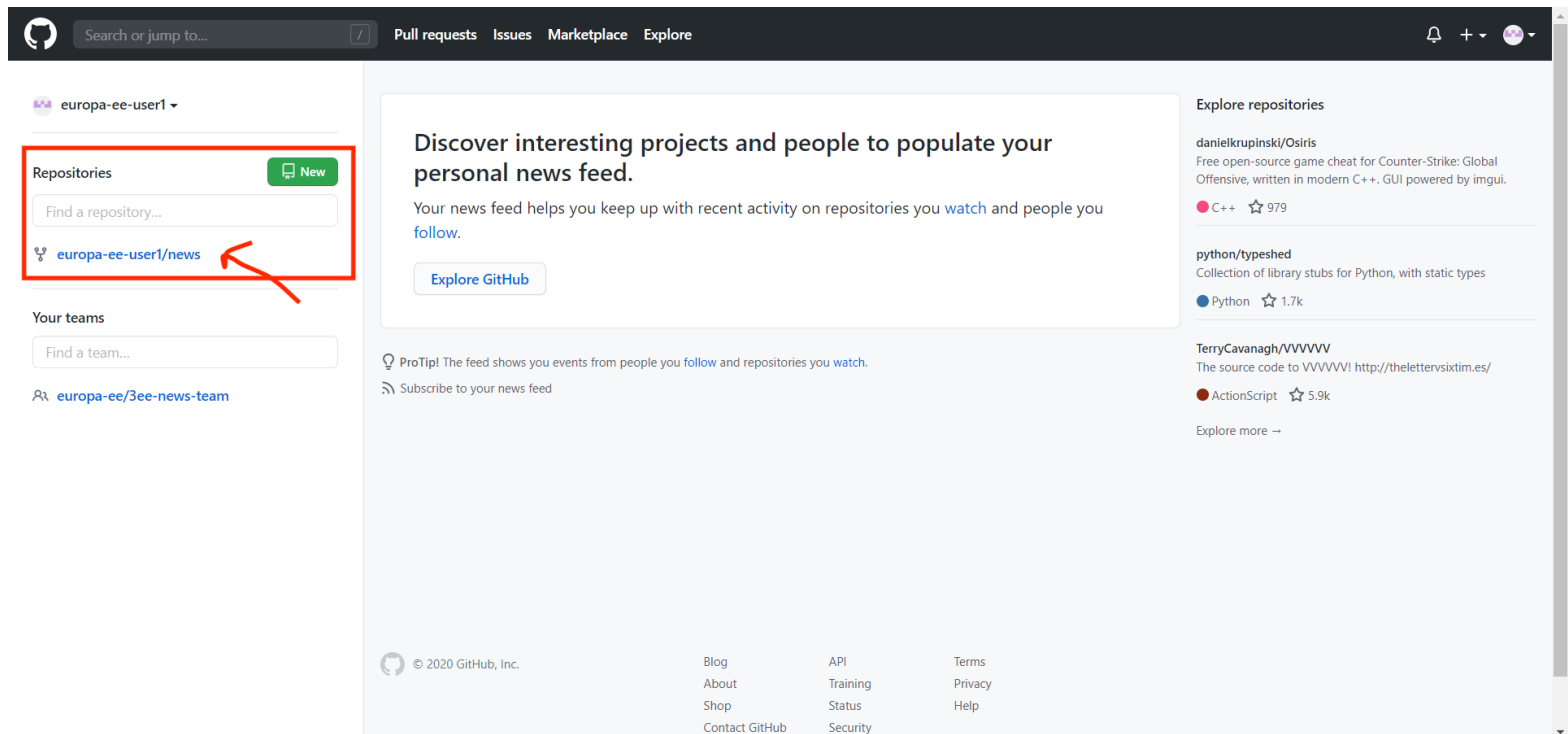 Search or jump to... /
Pull requests Issues Marketplace Explore
europa-ee-user1
Repositories
New
Find a repository...
europa-ee-user1/news
Your teams
Find a team...
europa-ee/3ee-news-team
Discover interesting projects and people to populate your
personal news feed.
Your news feed helps you keep up with recent activity on repositories you watch and people you
follow.
Explore GitHub
ProTip! The feed shows you events from people you follow and repositories you watch.
Subscribe to your news feed
Explore repositories
danielkrupinski/Osiris
Free open-source game cheat for Counter-Strike: Global
Offensive, written in modern C++. GUI powered by imgui.
C++ 979
python/typeshed
Collection of library stubs for Python, with static types
Python 1.7k
TerryCavanagh/VVVVVV
The source code to VVVVVV! http://thelettervsixtim.es/
ActionScript 5.9k
Explore more →
© 2020 GitHub, Inc.
Blog
About
Shop
Contact GitHub
API
Training
Status
Security
Terms
Privacy
Help